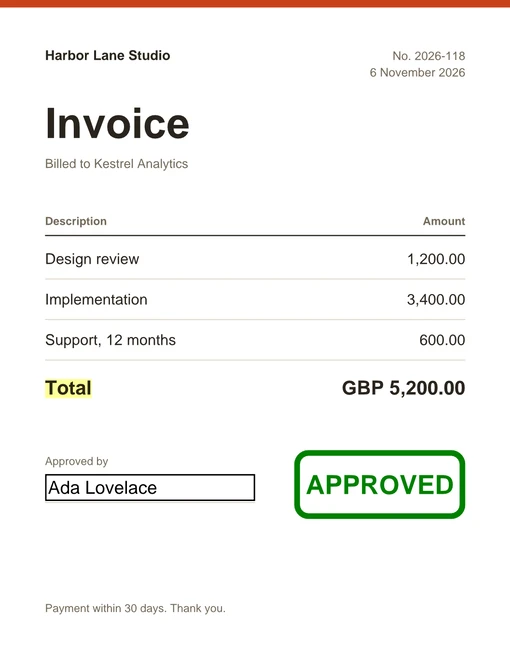 Harbor Lane Studio
No. 2026-118
6 November 2026
Invoice
Billed to Kestrel Analytics
Description Amount
Design review 1,200.00
Implementation 3,400.00
Support, 12 months 600.00
Total GBP 5,200.00
Approved by
Ada Lovelace
APPROVED
Payment within 30 days. Thank you.